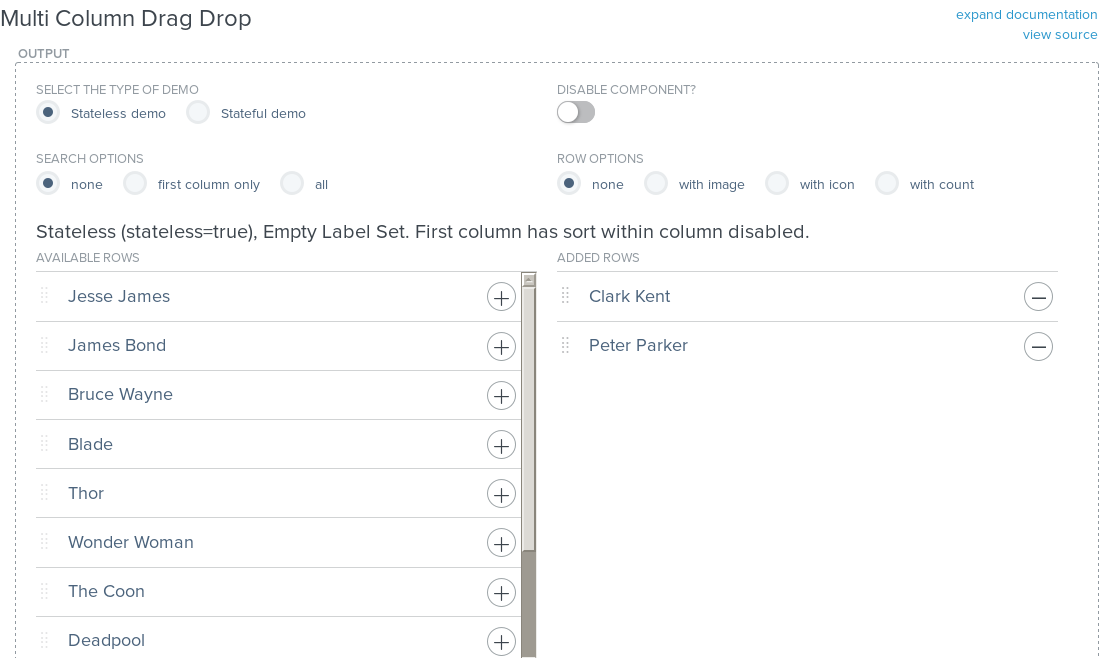 Multi Column Drag Drop
expand documentation
view source
OUTPUT
SELECT THE TYPE OF DEMO
Stateless demo Stateful demo
DISABLE COMPONENT?
SEARCH OPTIONS
none first column only all
ROW OPTIONS
none with image with icon with count
Stateless (stateless=true), Empty Label Set. First column has sort within column disabled.
AVAILABLE ROWS
Jesse James
James Bond
Bruce Wayne
Blade
Thor
Wonder Woman
The Coon
Deadpool
ADDED ROWS
Clark Kent
Peter Parker